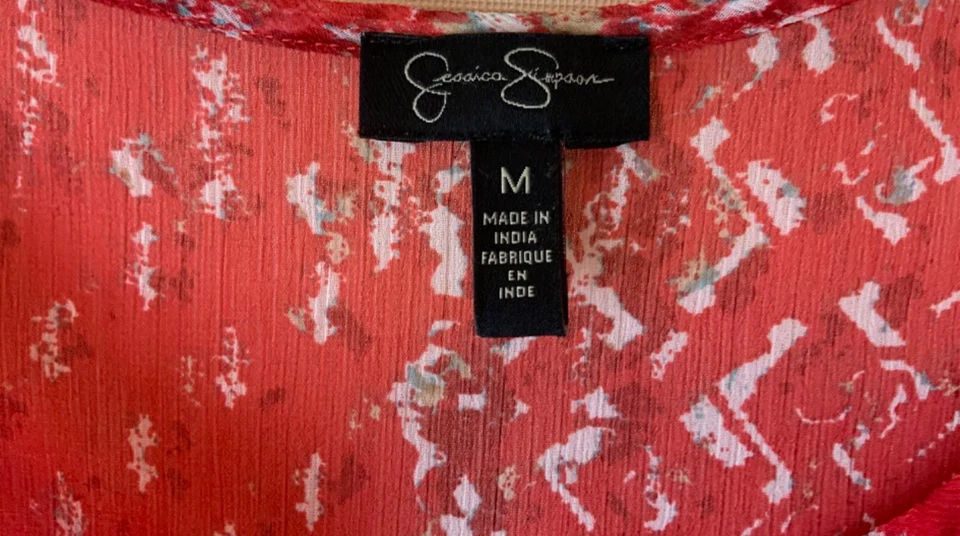 Jessica Simpson
M
MADE IN
INDIA
FABRIQUE
EN
INDE